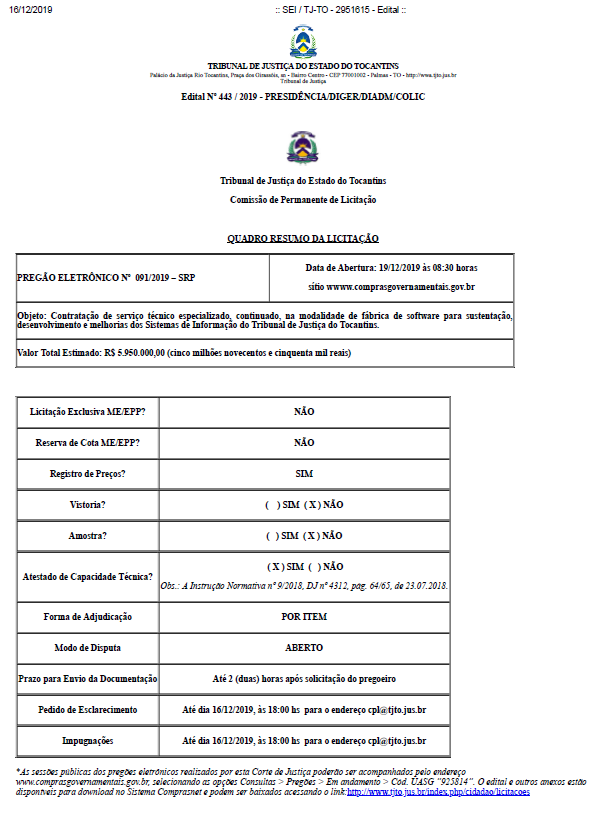 16/12/2019
:: SEI / TJ-TO - 2951615 - Edital ::
TRIBUNAL DE JUSTIÇA DO ESTADO DO TOCANTINS
Palácio da Justiça Rio Tocantins, Praça dos Girassóis, sn - Bairro Centro - CEP 77001002 - Palmas - TO - http://www.tjto.jus.br
Tribunal de Justiça
Edital Nº 443 / 2019 - PRESIDÊNCIA/DIGER/DIADM/COLIC
Tribunal de Justiça do Estado do Tocantins
Comissão de Permanente de Licitação
QUADRO RESUMO DA LICITAÇÃO
PREGÃO ELETRÔNICO Nº 091/2019 – SRP
Data de Abertura: 19/12/2019 às 08:30 horas
sítio wwww.comprasgovernamentais.gov.br
Objeto: Contratação de serviço técnico especializado, continuado, na modalidade de fábrica de software para sustentação,
desenvolvimento e melhorias dos Sistemas de Informação do Tribunal de Justiça do Tocantins.
Valor Total Estimado: R$ 5.950.000,00 (cinco milhões novecentos e cinquenta mil reais)
Licitação Exclusiva ME/EPP? NÃO
Reserva de Cota ME/EPP? NÃO
Registro de Preços? SIM
Vistoria? ( ) SIM ( X ) NÃO
Amostra? ( ) SIM ( X ) NÃO
Atestado de Capacidade Técnica? ( X ) SIM ( ) NÃO
Obs.: A Instrução Normativa nº 9/2018, DJ nº 4312, pag. 64/65, de 23.07.2018.
Forma de Adjudicação POR ITEM
Modo de Disputa ABERTO
Prazo para Envio da Documentação Até 2 (duas) horas após solicitação do pregoeiro
Pedido de Esclarecimento Até dia 16/12/2019, às 18:00 hs para o endereço cpl@tjto.jus.br
Impugnações Até dia 16/12/2019, às 18:00 hs para o endereço cpl@tjto.jus.br
*As sessões públicas dos pregões eletrônicos realizados por esta Corte de Justiça poderão ser acompanhados pelo endereço
www.comprasgovernamentais.gov.br, selecionando as opções Consultas > Pregões > Em andamento > Cód. UASG "925814". O edital e outros anexos estão
disponíveis para download no Sistema Comprasnet e podem ser baixados acessando o link:http://www.tjto.jus.br/index.php/cidadao/licitacoes